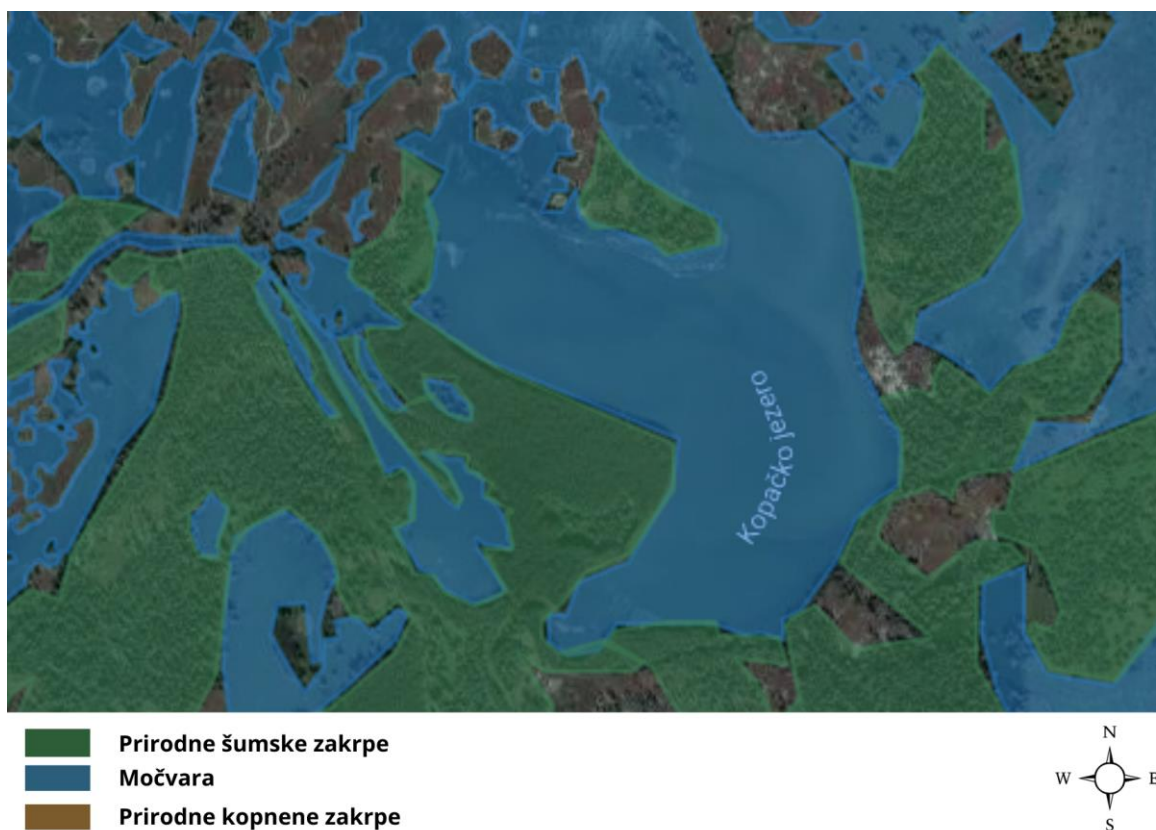 Kopačko jezero
Prirodne šumske zakrpe
Močvara
Prirodne kopnene zakrpe
N
W E
S